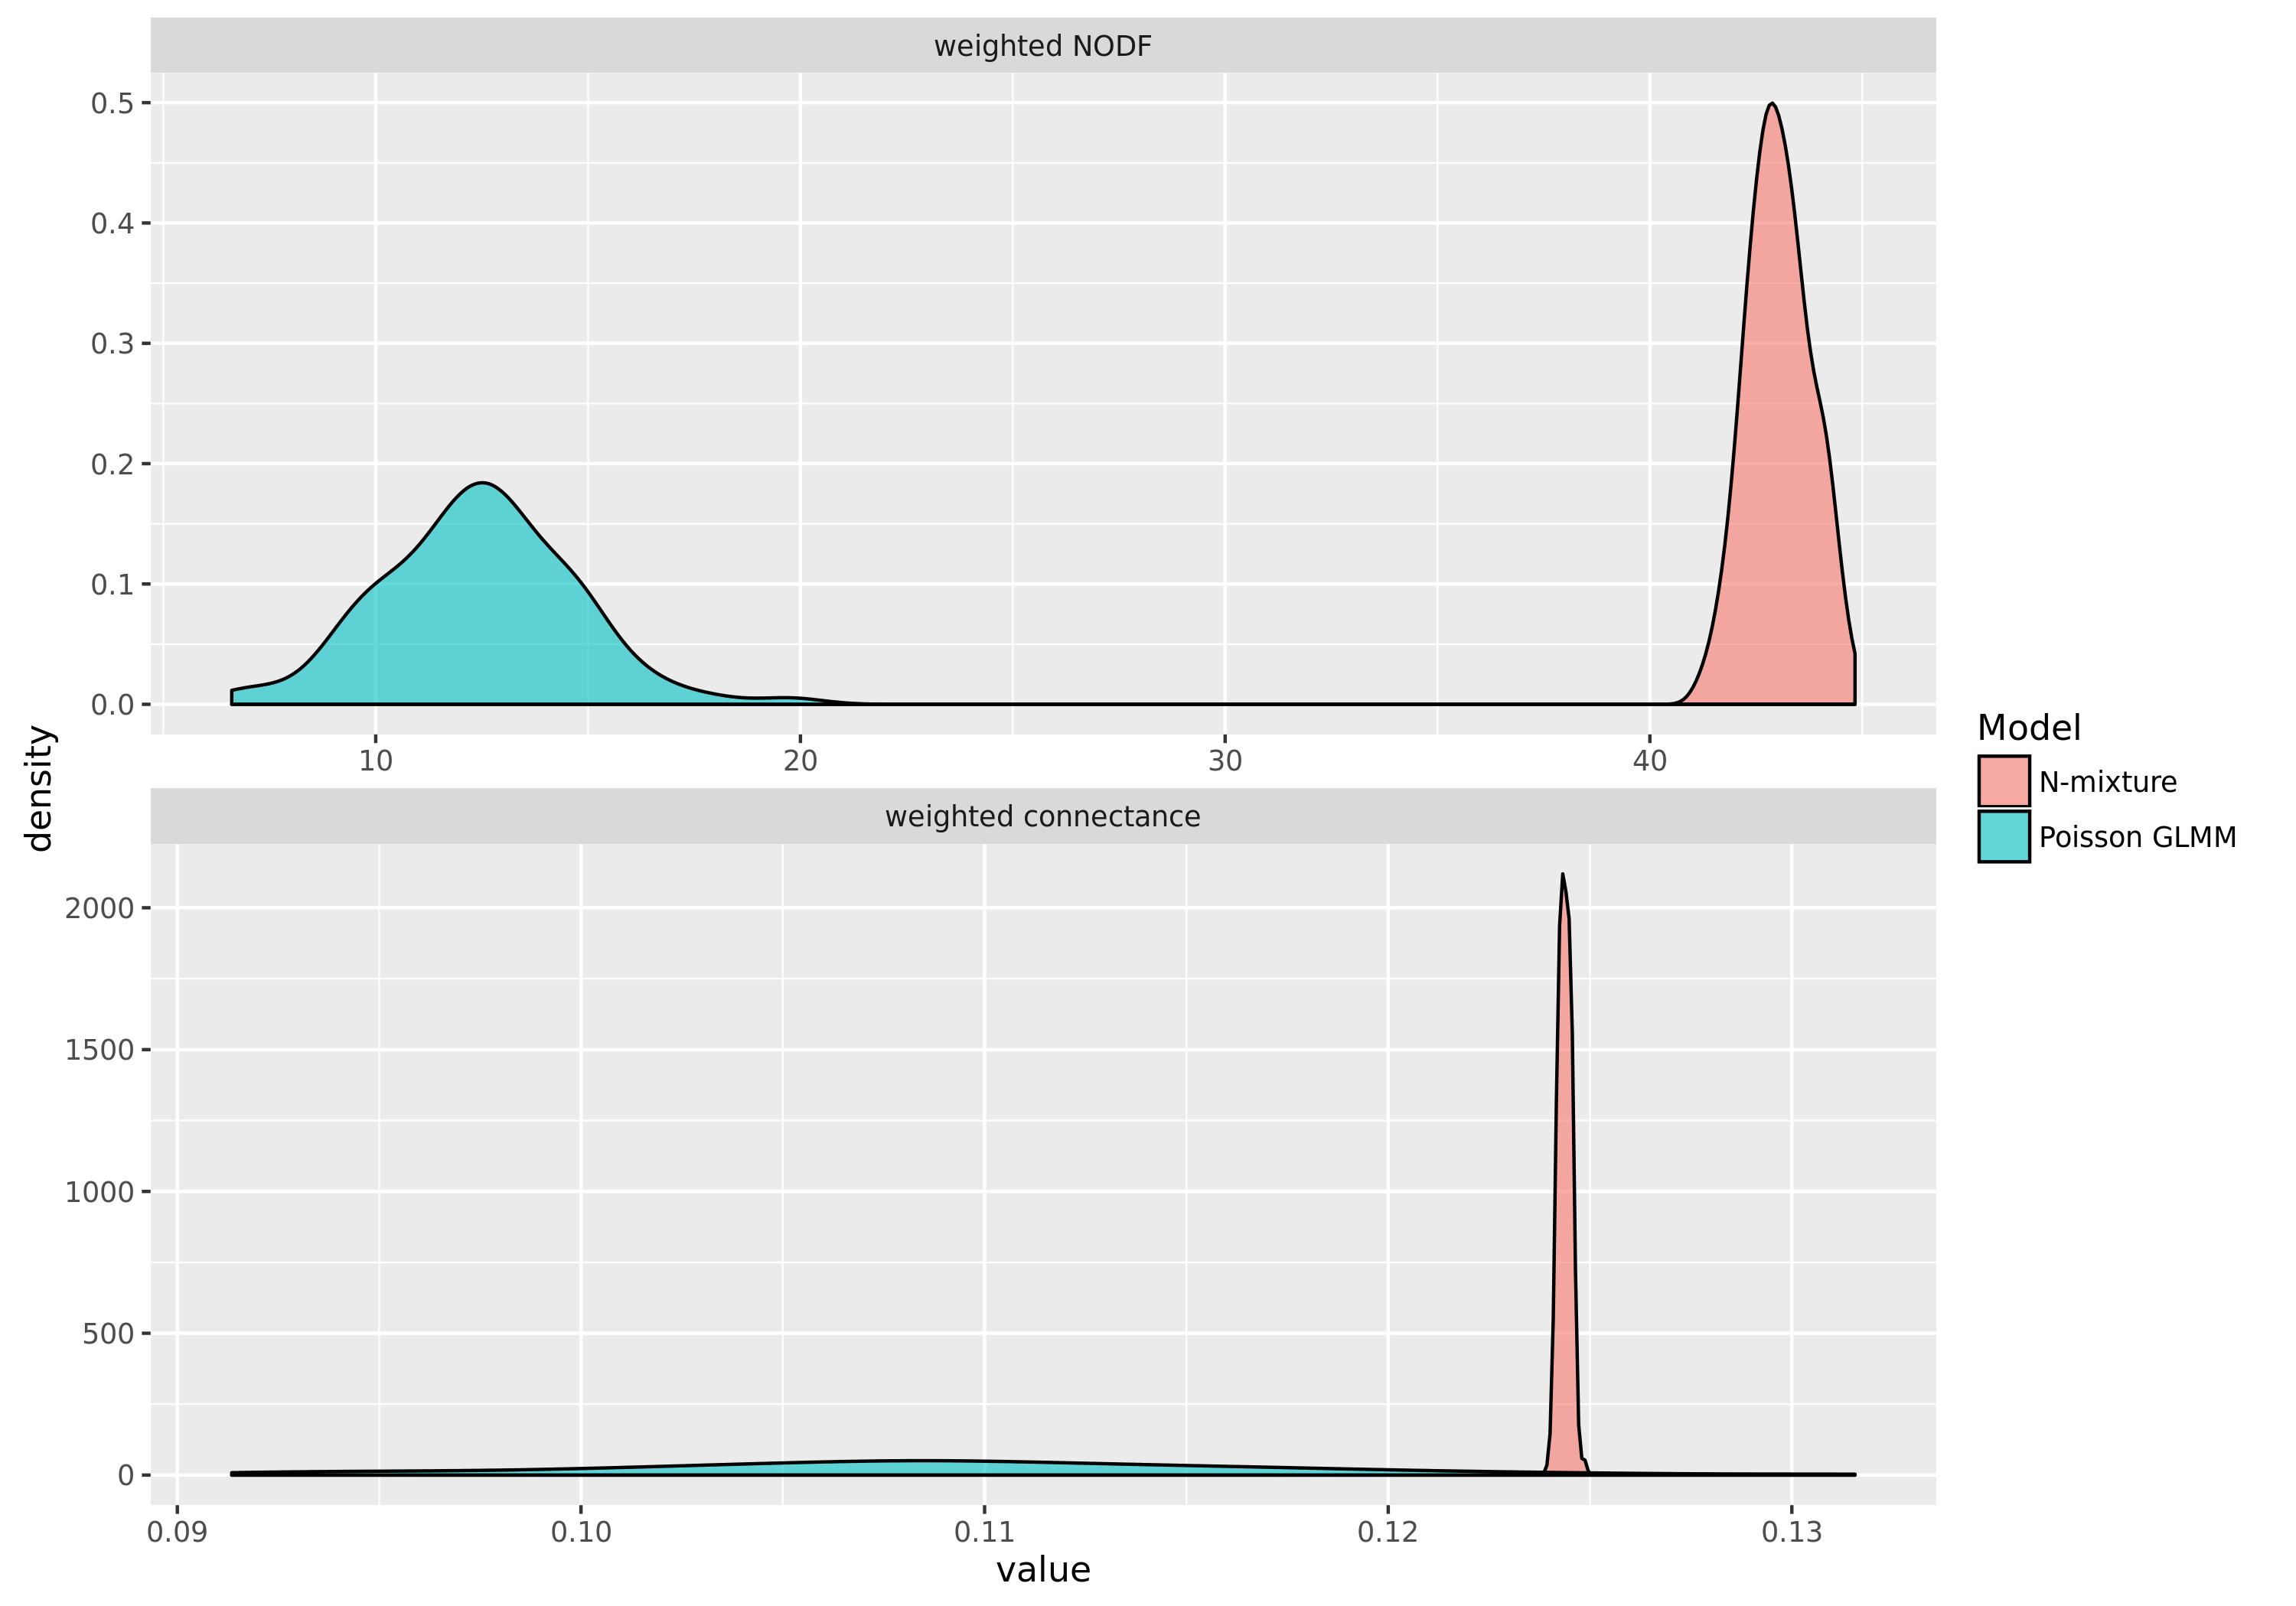 weighted NODF
0.5
0.4
0.3
0.2
0.1
0.0
10 20 30 40
weighted connectance
2000
1500
1000
500
0
0.09 0.10 0.11 0.12 0.13
value
density
Model
N-mixture
Poisson GLMM